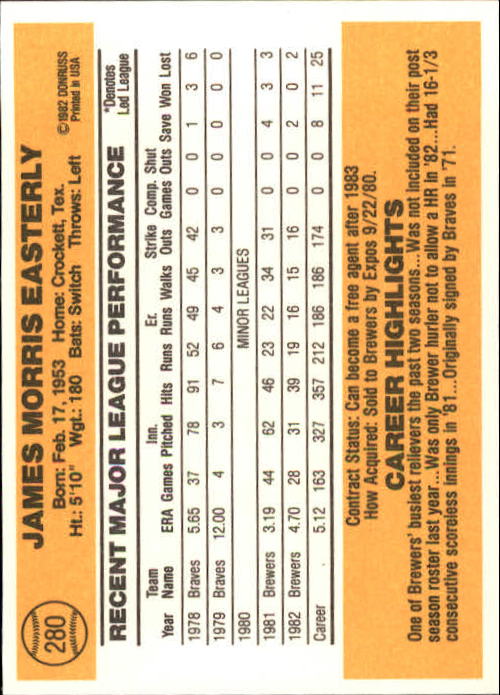 280
JAMES MORRIS EASTERLY
Born: Feb. 17, 1953 Home: Crockett, Tex.
Ht.: 5'10" Wgt.: 180 Bats: Switch Throws: Left
©1982 DONRUSS
Printed in USA
RECENT MAJOR LEAGUE PERFORMANCE
*Denotes
Led League
Team Inn. Er. Strike Comp. Shut
Year Name ERA Games Pitched Hits Runs Runs Walks Outs Games Outs Save Won Lost
1978 Braves 5.65 37 78 91 52 49 45 42 0 0 1 3 6
1979 Braves 12.00 4 3 7 6 4 3 3 0 0 0 0 0
1980 MINOR LEAGUES
1981 Brewers 3.19 44 62 46 23 22 34 31 0 0 4 3 3
1982 Brewers 4.70 28 31 39 19 16 15 16 0 0 2 0 2
Career 5.12 163 327 357 212 186 186 174 0 0 8 11 25
Contract Status: Can become a free agent after 1983
How Acquired: Sold to Brewers by Expos 9/22/80.
CAREER HIGHLIGHTS
One of Brewers' busiest relievers the past two seasons...Was not included on their post
season roster last year...Was only Brewer hurler not to allow a HR in '82...Had 16-1/3
consecutive scoreless innings in '81...Originally signed by Braves in '71.